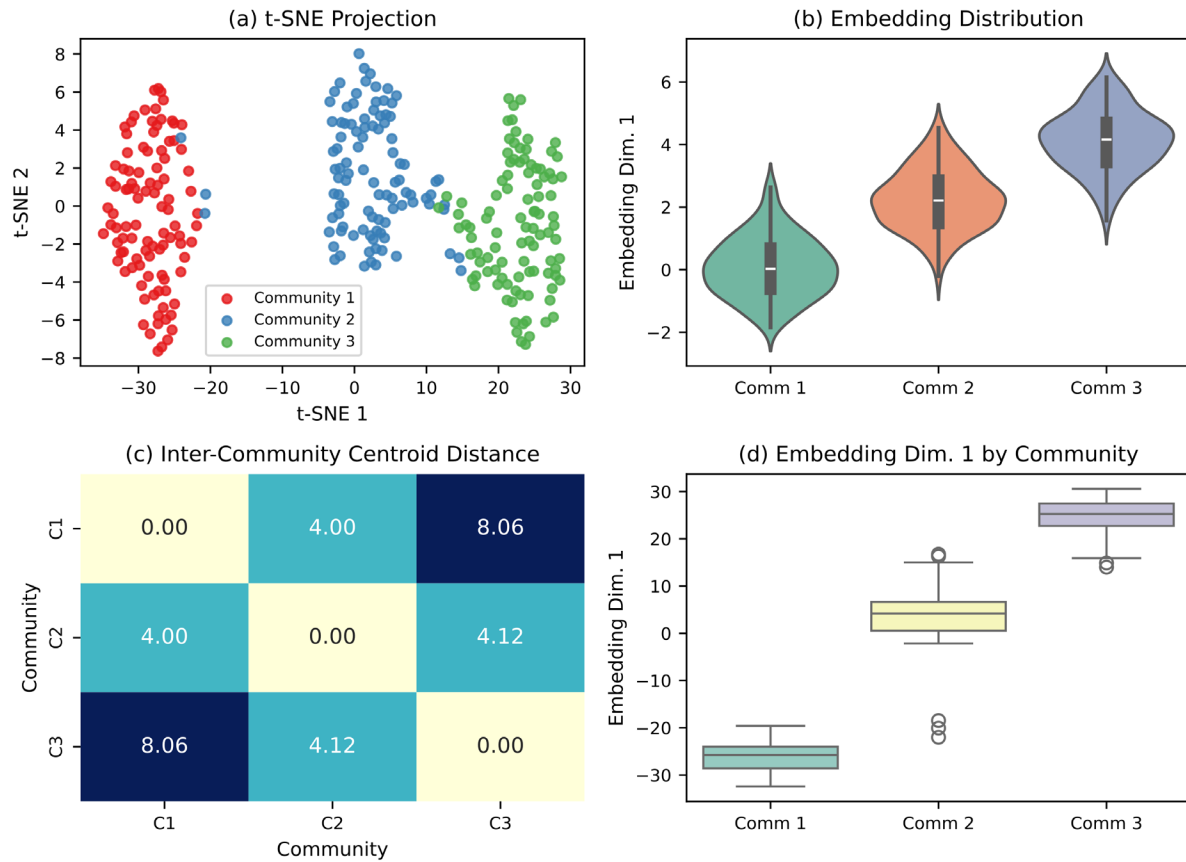 (a) t-SNE Projection
8
6
4
2
0
−2
−4
−6
−8
t-SNE 2
Community 1
Community 2
Community 3
−30 −20 −10 0 10 20 30
t-SNE 1
(b) Embedding Distribution
6
4
2
0
−2
Embedding Dim. 1
Comm 1 Comm 2 Comm 3
(c) Inter-Community Centroid Distance
C1 0.00 4.00 8.06
C2 4.00 0.00 4.12
C3 8.06 4.12 0.00
Community
C1 C2 C3
Community
(d) Embedding Dim. 1 by Community
30
20
10
0
−10
−20
−30
Embedding Dim. 1
Comm 1 Comm 2 Comm 3